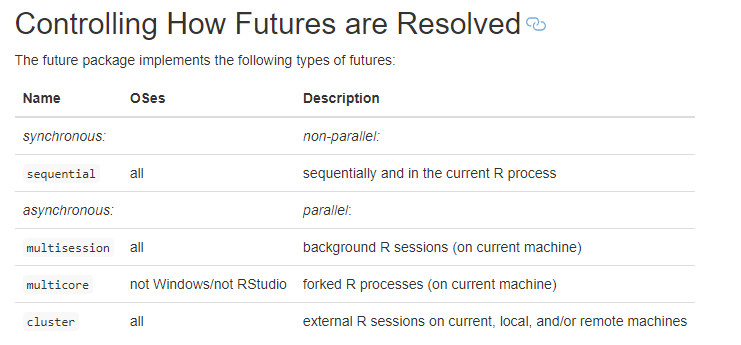 Controlling How Futures are Resolved
The future package implements the following types of futures:
Name OSes Description
synchronous: non-parallel:
sequential all sequentially and in the current R process
asynchronous: parallel:
multisession all background R sessions (on current machine)
multicore not Windows/not RStudio forked R processes (on current machine)
cluster all external R sessions on current, local, and/or remote machines